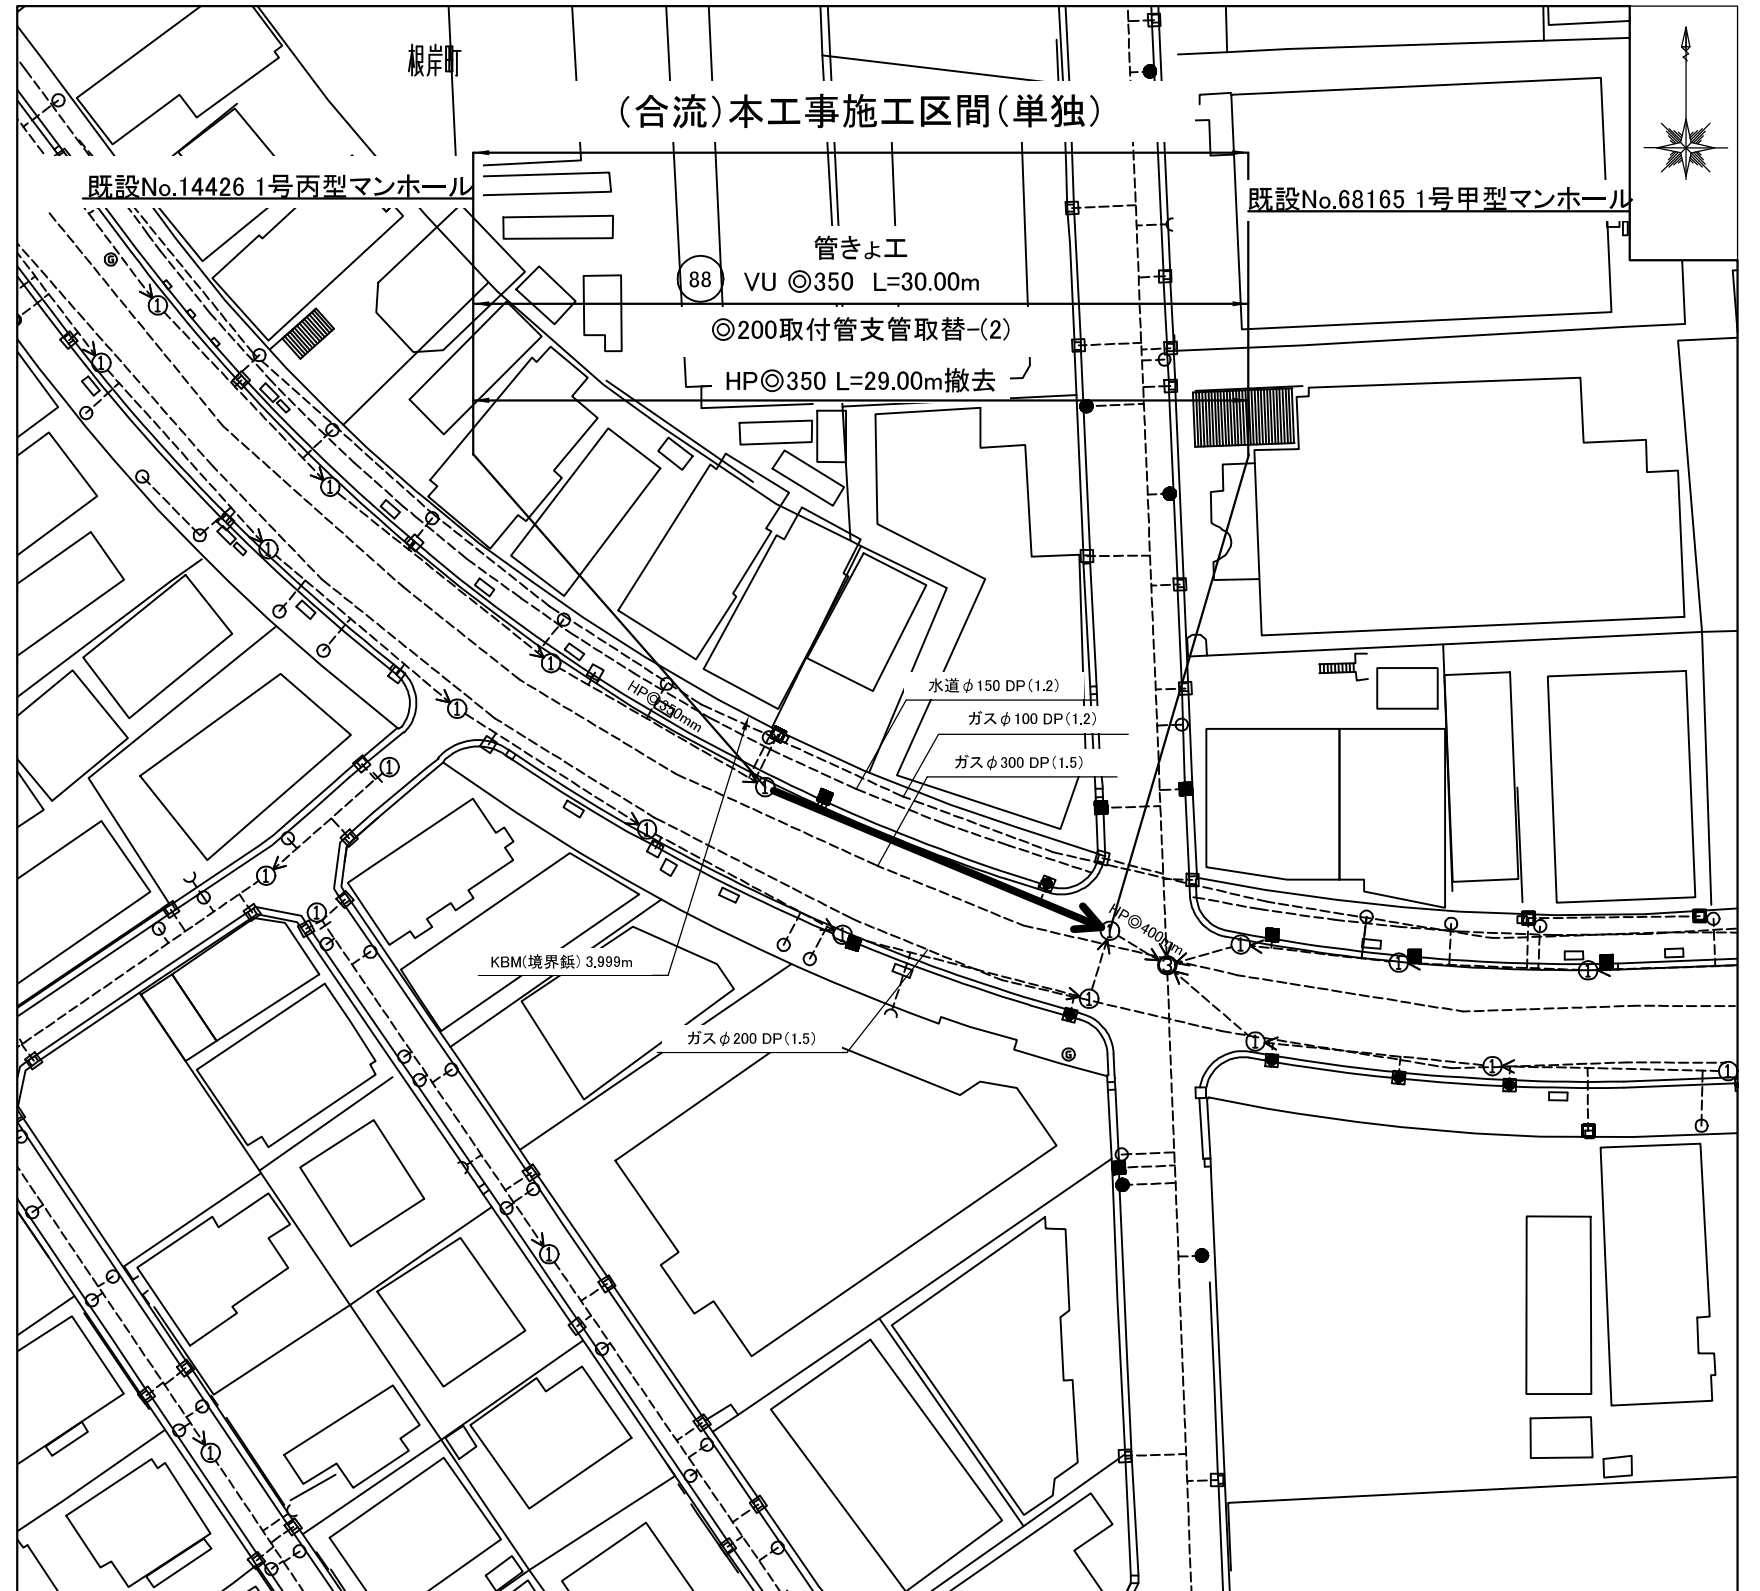 根岸町
(合流)本工事施工区間(単独)
既設No.14426 1号丙型マンホール
既設No.68165 1号甲型マンホール
管きょ工
88 VU ◎350 L=30.00m
◎200取付管支管取替-(2)
HP◎350 L=29.00m撤去
HP◎350mm
水道φ150 DP(1.2)
ガスφ100 DP(1.2)
ガスφ300 DP(1.5)
HP◎400mm
KBM(境界鋲) 3,999m
ガスφ200 DP(1.5)